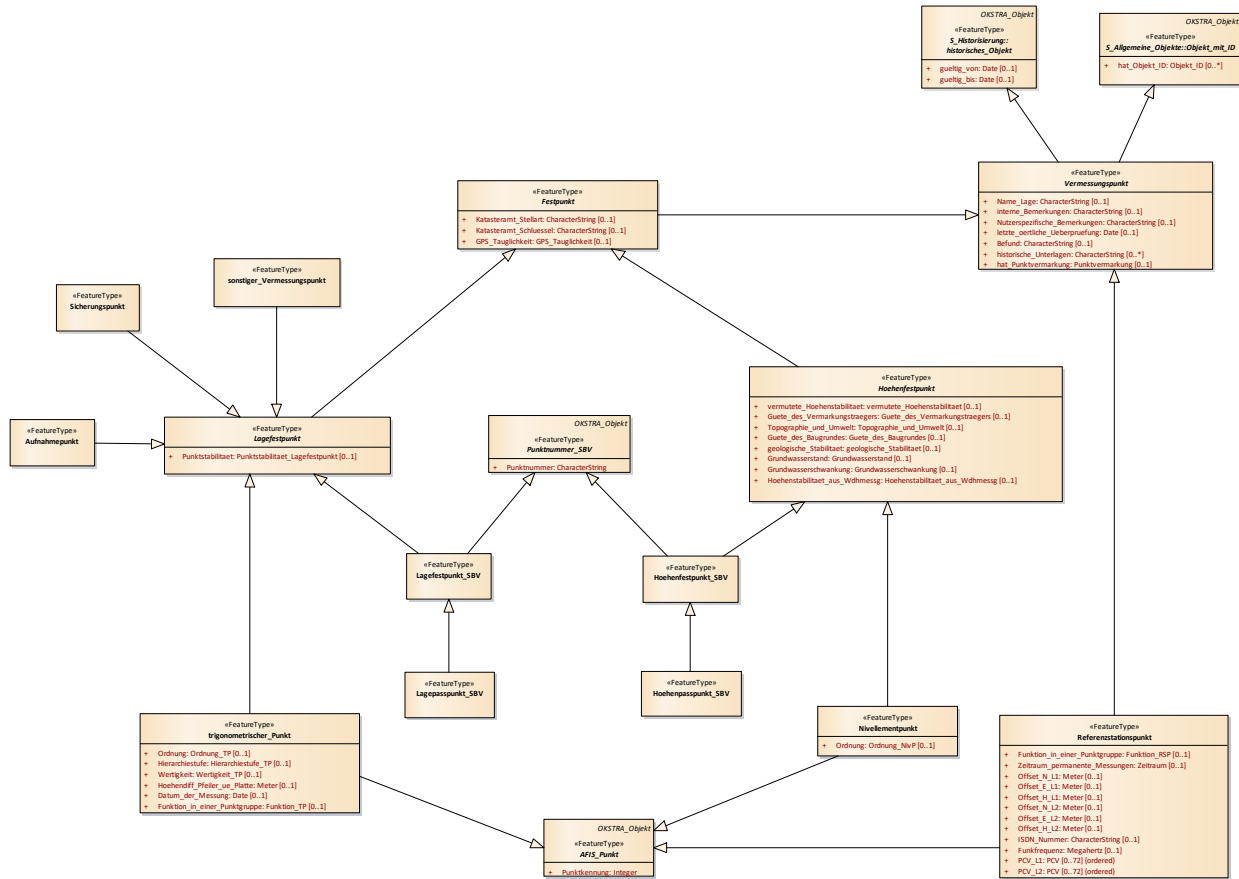 OKSTRA_Objekt
«FeatureType»
S_Historisierung::
historisches_Objekt
+ gueltig_von: Date [0..1]
+ gueltig_bis: Date [0..1]
OKSTRA_Objekt
«FeatureType»
S_Allgemeine_Objekte::Objekt_mit_ID
+ hat_Objekt_ID: Objekt_ID [0..*]
«FeatureType»
Vermessungspunkt
+ Name_Lage: CharacterString [0..1]
+ interne_Bemerkungen: CharacterString [0..1]
+ Nutzerspezifische_Bemerkungen: CharacterString [0..1]
+ letzte_oertliche_Ueberpruefung: Date [0..1]
+ Befund: CharacterString [0..1]
+ historische_Unterlagen: CharacterString [0..*]
+ hat_Punktvermarkung: Punktvermarkung [0..1]
«FeatureType»
Festpunkt
+ Katasteramt_Stellart: CharacterString [0..1]
+ Katasteramt_Schluessel: CharacterString [0..1]
+ GPS_Tauglichkeit: GPS_Tauglichkeit [0..1]
«FeatureType»
sonstiger_Vermessungspunkt
«FeatureType»
Sicherungspunkt
«FeatureType»
Hoehenfestpunkt
+ vermutete_Hoehenstabilitaet: vermutete_Hoehenstabilitaet [0..1]
+ Guete_des_Vermarkungstraegers: Guete_des_Vermarkungstraegers [0..1]
+ Topographie_und_Umwelt: Topographie_und_Umwelt [0..1]
+ Guete_des_Baugrundes: Guete_des_Baugrundes [0..1]
+ geologische_Stabilitaet: geologische_Stabilitaet [0..1]
+ Grundwasserstand: Grundwasserstand [0..1]
+ Grundwasserschwankung: Grundwasserschwankung [0..1]
+ Hoehenstabilitaet_aus_Wdhmessg: Hoehenstabilitaet_aus_Wdhmessg [0..1]
«FeatureType»
Aufnahmepunkt
«FeatureType»
Lagefestpunkt
+ Punktstabilitaet: Punktstabilitaet_Lagefestpunkt [0..1]
OKSTRA_Objekt
«FeatureType»
Punktnummer_SBV
+ Punktnummer: CharacterString
«FeatureType»
Lagefestpunkt_SBV
«FeatureType»
Hoehenfestpunkt_SBV
«FeatureType»
Lagepasspunkt_SBV
«FeatureType»
Hoehenpasspunkt_SBV
«FeatureType»
trigonometrischer_Punkt
+ Ordnung: Ordnung_TP [0..1]
+ Hierarchiestufe: Hierarchiestufe_TP [0..1]
+ Wertigkeit: Wertigkeit_TP [0..1]
+ Hoehendiff_Pfeiler_ue_Platte: Meter [0..1]
+ Datum_der_Messung: Date [0..1]
+ Funktion_in_einer_Punktgruppe: Funktion_TP [0..1]
«FeatureType»
Nivellementpunkt
+ Ordnung: Ordnung_NivP [0..1]
«FeatureType»
Referenzstationspunkt
+ Funktion_in_einer_Punktgruppe: Funktion_RSP [0..1]
+ Zeitraum_permanente_Messungen: Zeitraum [0..1]
+ Offset_N_L1: Meter [0..1]
+ Offset_E_L1: Meter [0..1]
+ Offset_H_L1: Meter [0..1]
+ Offset_N_L2: Meter [0..1]
+ Offset_E_L2: Meter [0..1]
+ Offset_H_L2: Meter [0..1]
+ ISDN_Nummer: CharacterString [0..1]
+ Funkfrequenz: Megahertz [0..1]
+ PCV_L1: PCV [0..72] {ordered}
+ PCV_L2: PCV [0..72] {ordered}
OKSTRA_Objekt
«FeatureType»
AFIS_Punkt
+ Punktkennung: Integer